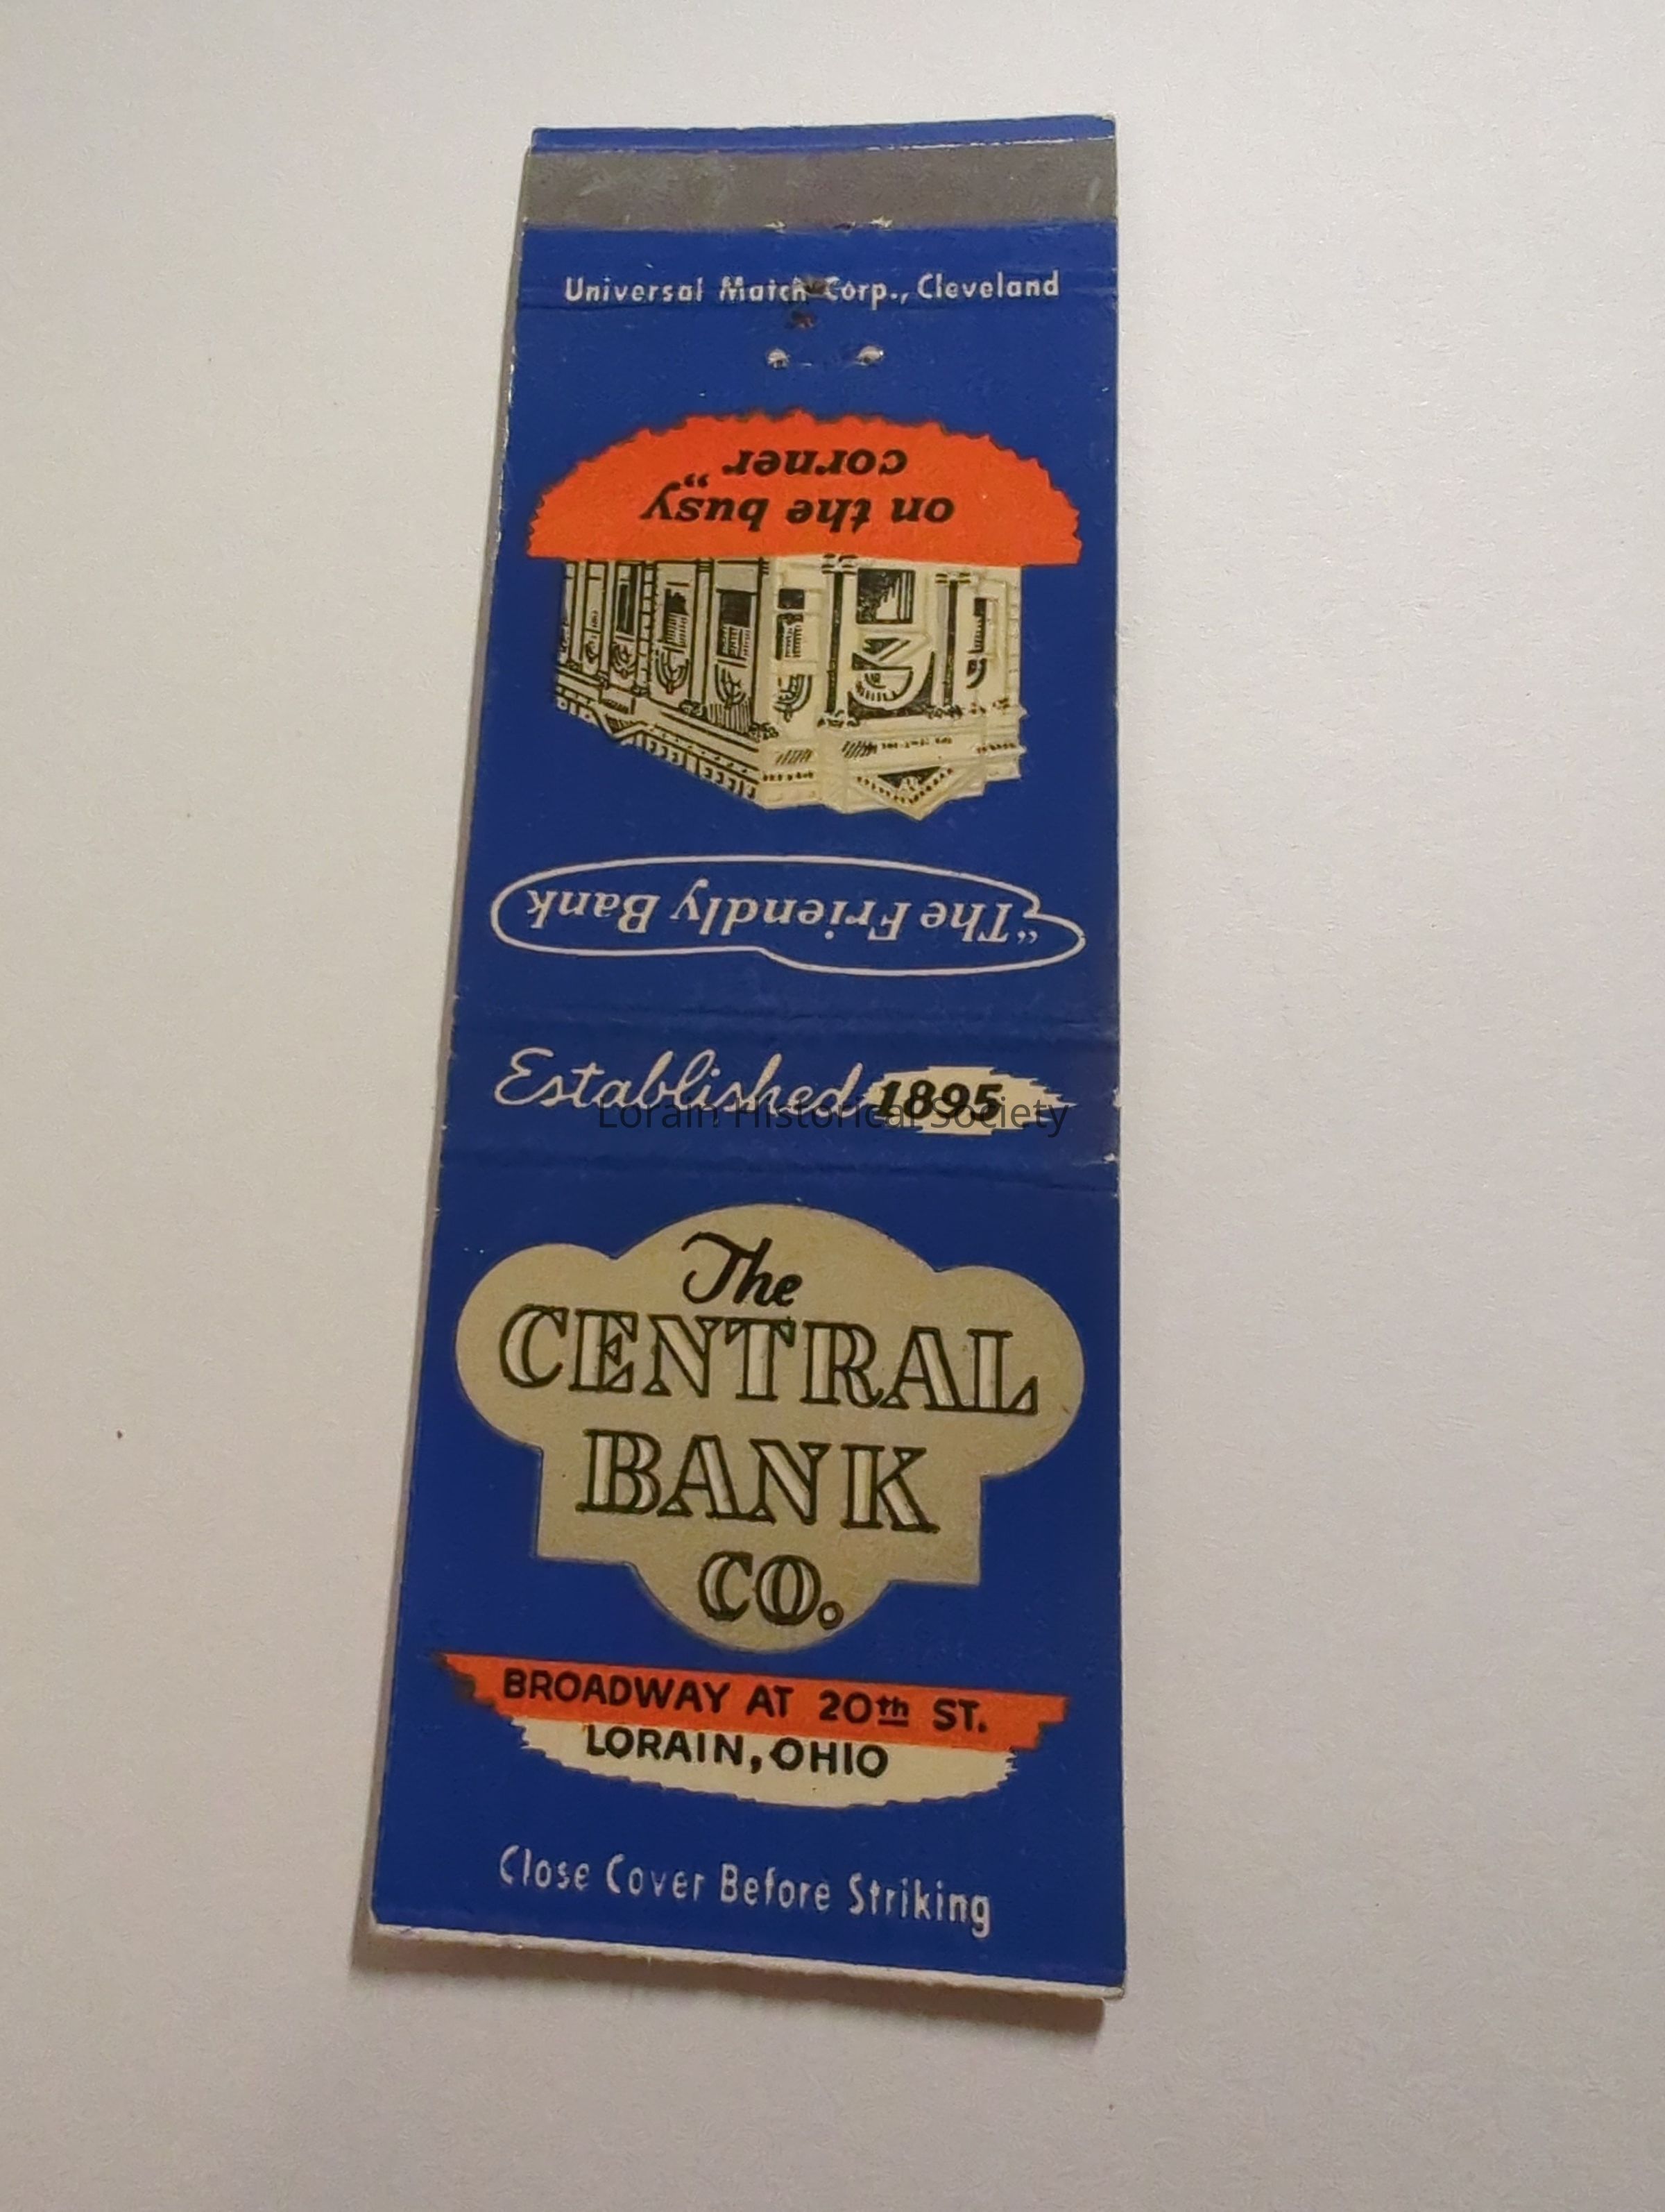 Universal Match Corp., Cleveland
"The Friendly Bank
on the busy"
corner
Established 1895
Lorain Historical Society
The
CENTRAL
BANK
CO.
BROADWAY AT 20th ST.
LORAIN, OHIO
Close Cover Before Striking